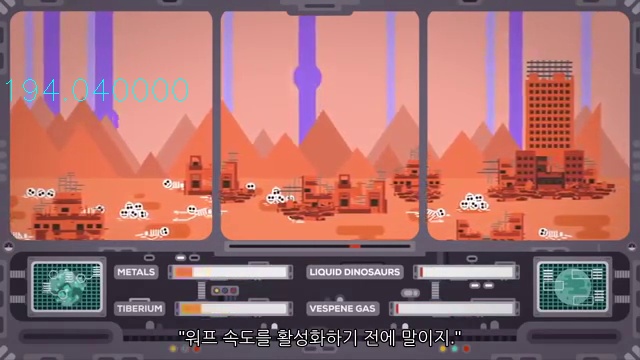 194.040000
METALS
LIQUID DINOSAURS
TIBERIUM
VESPENE GAS
"워프 속도를 활성화하기 전에 말이지."